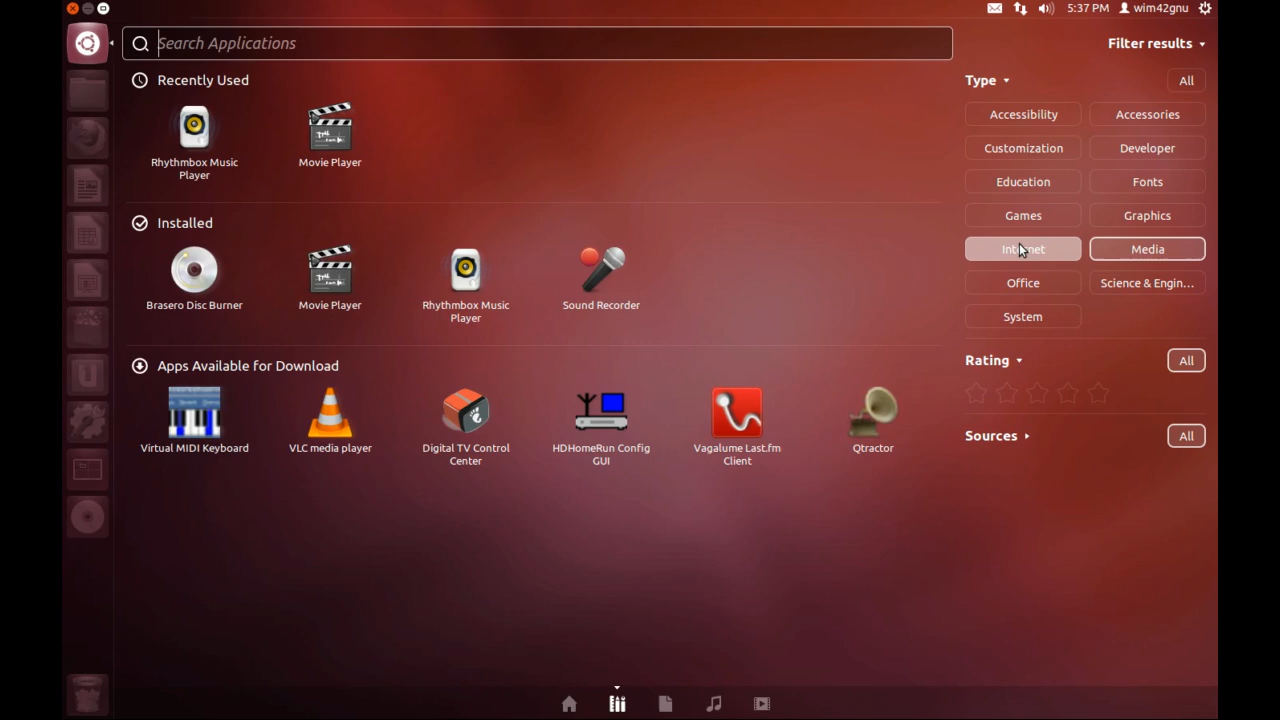 5:37 PM wim42gnu
Search Applications
Filter results
Recently Used
Type
All
Rhythmbox Music
Player
Movie Player
Accessibility
Accessories
Customization
Developer
Education
Fonts
Games
Graphics
Installed
Internet
Media
Brasero Disc Burner
Movie Player
Rhythmbox Music
Player
Sound Recorder
Office
Science & Engin...
System
Apps Available for Download
Rating
All
Virtual MIDI Keyboard
VLC media player
Digital TV Control
Center
HDHomeRun Config
GUI
Vagalume Last.fm
Client
Qtractor
Sources
All